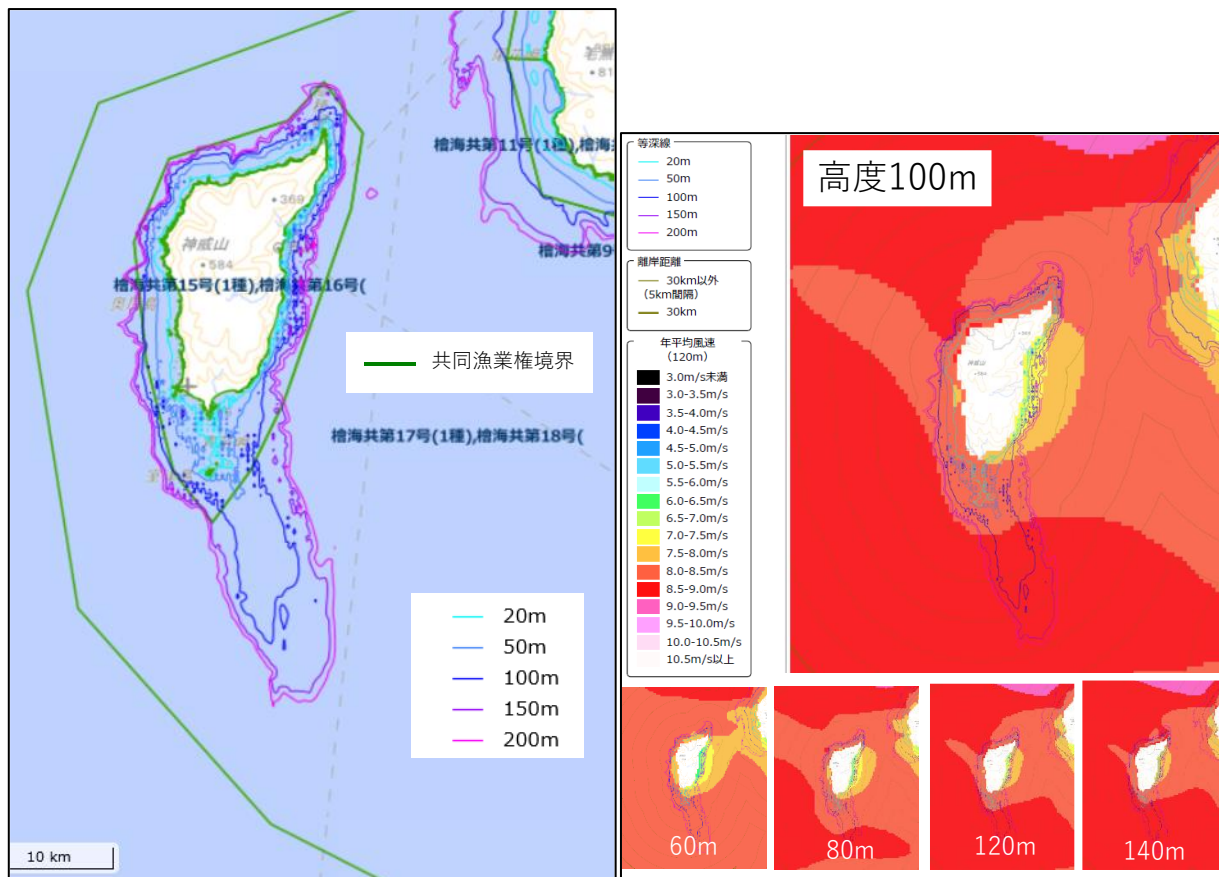 ・81
檜海共第11号(1種),檜海
・369
神威山
・584
檜海共第9
檜海共第15号(1種),檜海共第16号(
共同漁業権境界
檜海共第17号(1種),檜海共第18号(
20m
50m
100m
150m
200m
10 km
等深線
20m
50m
100m
150m
200m
離岸距離
30km以外
(5km間隔)
30km
年平均風速
(120m)
3.0m/s未満
3.0-3.5m/s
3.5-4.0m/s
4.0-4.5m/s
4.5-5.0m/s
5.0-5.5m/s
5.5-6.0m/s
6.0-6.5m/s
6.5-7.0m/s
7.0-7.5m/s
7.5-8.0m/s
8.0-8.5m/s
8.5-9.0m/s
9.0-9.5m/s
9.5-10.0m/s
10.0-10.5m/s
10.5m/s以上
高度100m
神威山
60m
80m
120m
140m